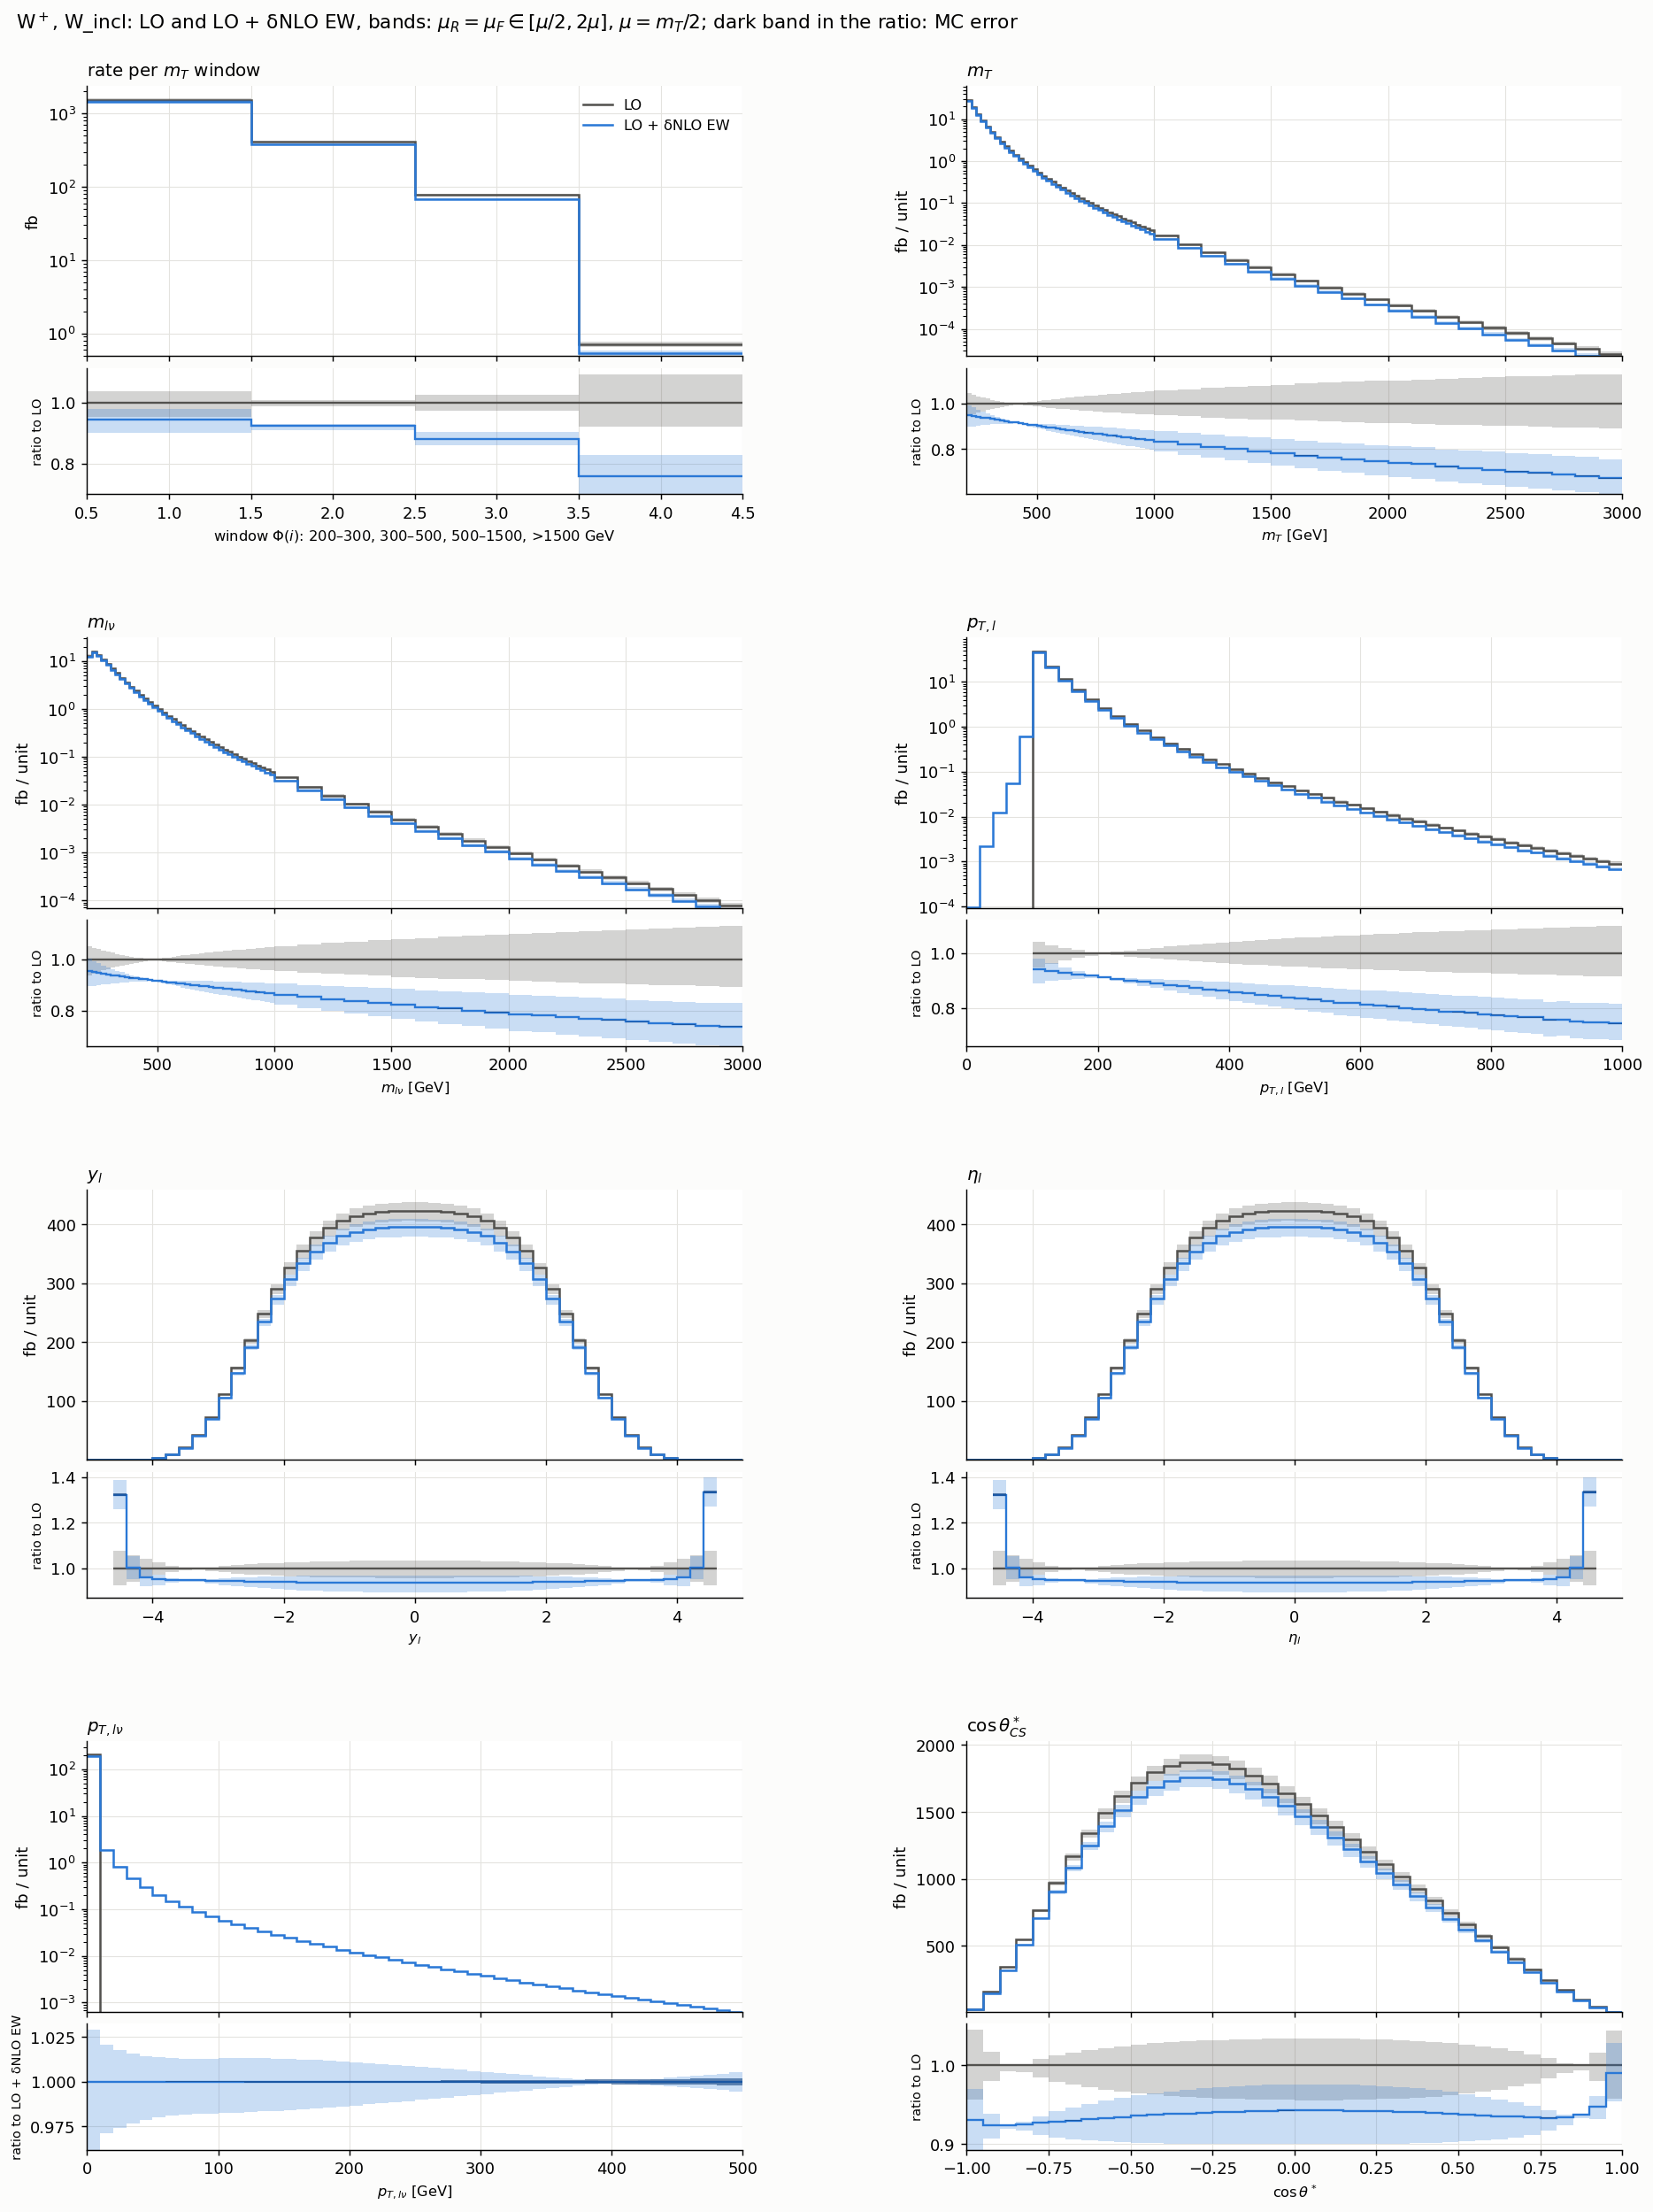 W⁺, W_incl: LO and LO + δNLO EW, bands: μ_R = μ_F ∈ [μ/2, 2μ], μ = m_T/2; dark band in the ratio: MC error
rate per m_T window
fb
10³
10²
10¹
10⁰
LO
LO + δNLO EW
ratio to LO
1.0
0.8
0.5 1.0 1.5 2.0 2.5 3.0 3.5 4.0 4.5
window Φ(i): 200–300, 300–500, 500–1500, >1500 GeV
m_T
fb / unit
10¹
10⁰
10⁻¹
10⁻²
10⁻³
10⁻⁴
ratio to LO
1.0
0.8
500 1000 1500 2000 2500 3000
m_T [GeV]
m_lν
fb / unit
10¹
10⁰
10⁻¹
10⁻²
10⁻³
10⁻⁴
ratio to LO
1.0
0.8
500 1000 1500 2000 2500 3000
m_lν [GeV]
p_T, l
fb / unit
10¹
10⁰
10⁻¹
10⁻²
10⁻³
10⁻⁴
ratio to LO
1.0
0.8
0 200 400 600 800 1000
p_T, l [GeV]
y_l
fb / unit
400
300
200
100
ratio to LO
1.4
1.2
1.0
−4 −2 0 2 4
y_l
η_l
fb / unit
400
300
200
100
ratio to LO
1.4
1.2
1.0
−4 −2 0 2 4
η_l
p_T, lν
fb / unit
10²
10¹
10⁰
10⁻¹
10⁻²
10⁻³
ratio to LO + δNLO EW
1.025
1.000
0.975
0 100 200 300 400 500
p_T, lν [GeV]
cos θ*_CS
fb / unit
2000
1500
1000
500
ratio to LO
1.0
0.9
−1.00 −0.75 −0.50 −0.25 0.00 0.25 0.50 0.75 1.00
cos θ*